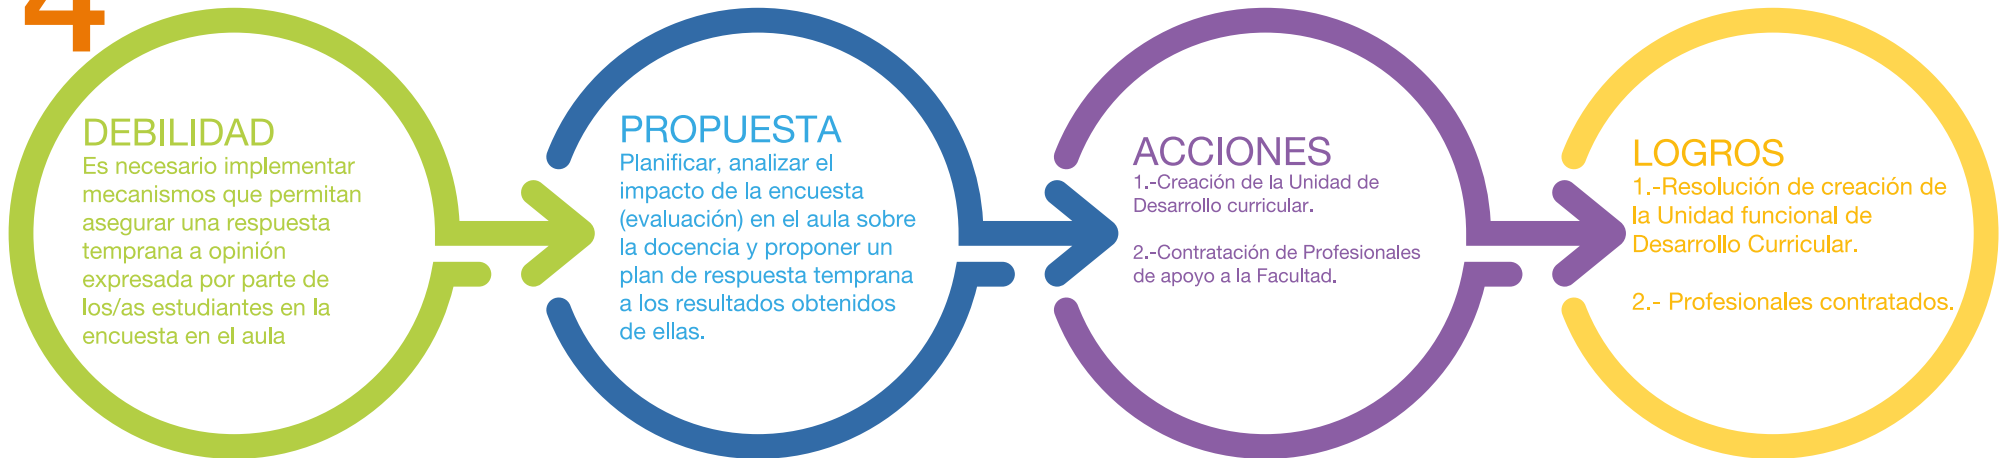 4
DEBILIDAD
Es necesario implementar
mecanismos que permitan
asegurar una respuesta
temprana a opinión
expresada por parte de
los/as estudiantes en la
encuesta en el aula
PROPUESTA
Planificar, analizar el
impacto de la encuesta
(evaluación) en el aula sobre
la docencia y proponer un
plan de respuesta temprana
a los resultados obtenidos
de ellas.
ACCIONES
1.-Creación de la Unidad de
Desarrollo curricular.
2.-Contratación de Profesionales
de apoyo a la Facultad.
LOGROS
1.-Resolución de creación de
la Unidad funcional de
Desarrollo Curricular.
2.- Profesionales contratados.